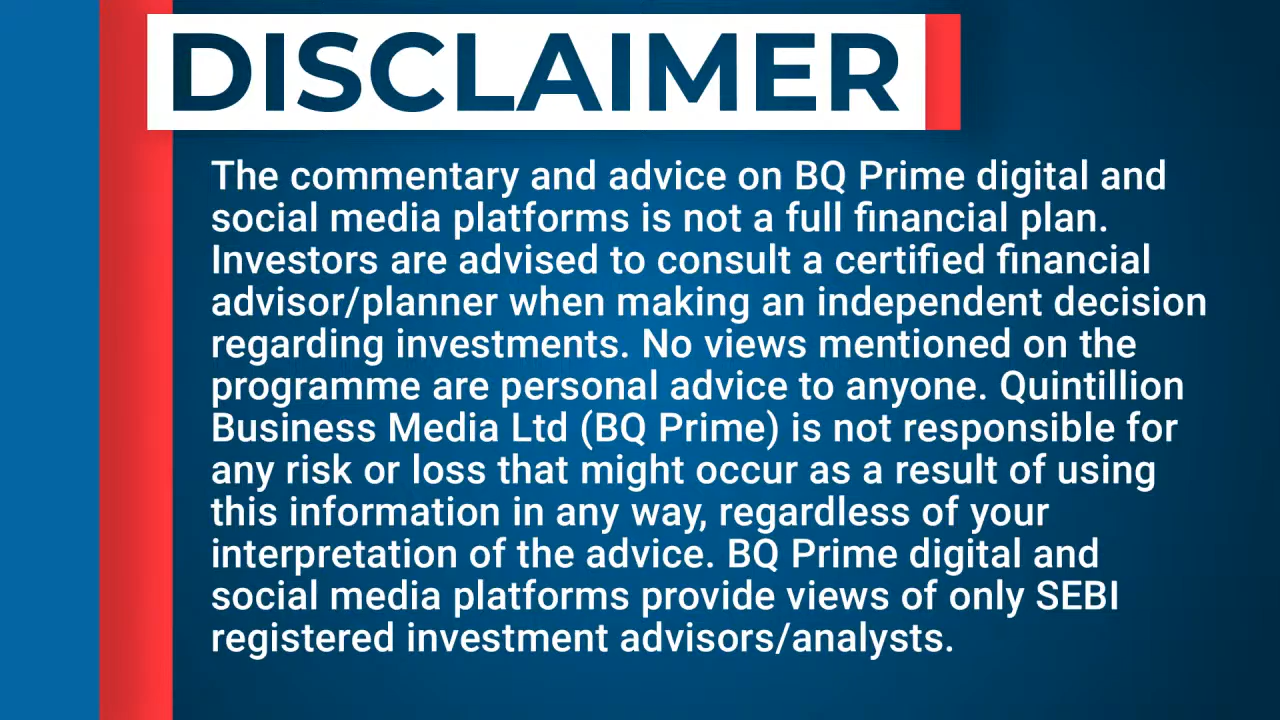 DISCLAIMER
The commentary and advice on BQ Prime digital and
social media platforms is not a full financial plan.
Investors are advised to consult a certified financial
advisor/planner when making an independent decision
regarding investments. No views mentioned on the
programme are personal advice to anyone. Quintillion
Business Media Ltd (BQ Prime) is not responsible for
any risk or loss that might occur as a result of using
this information in any way, regardless of your
interpretation of the advice. BQ Prime digital and
social media platforms provide views of only SEBI
registered investment advisors/analysts.